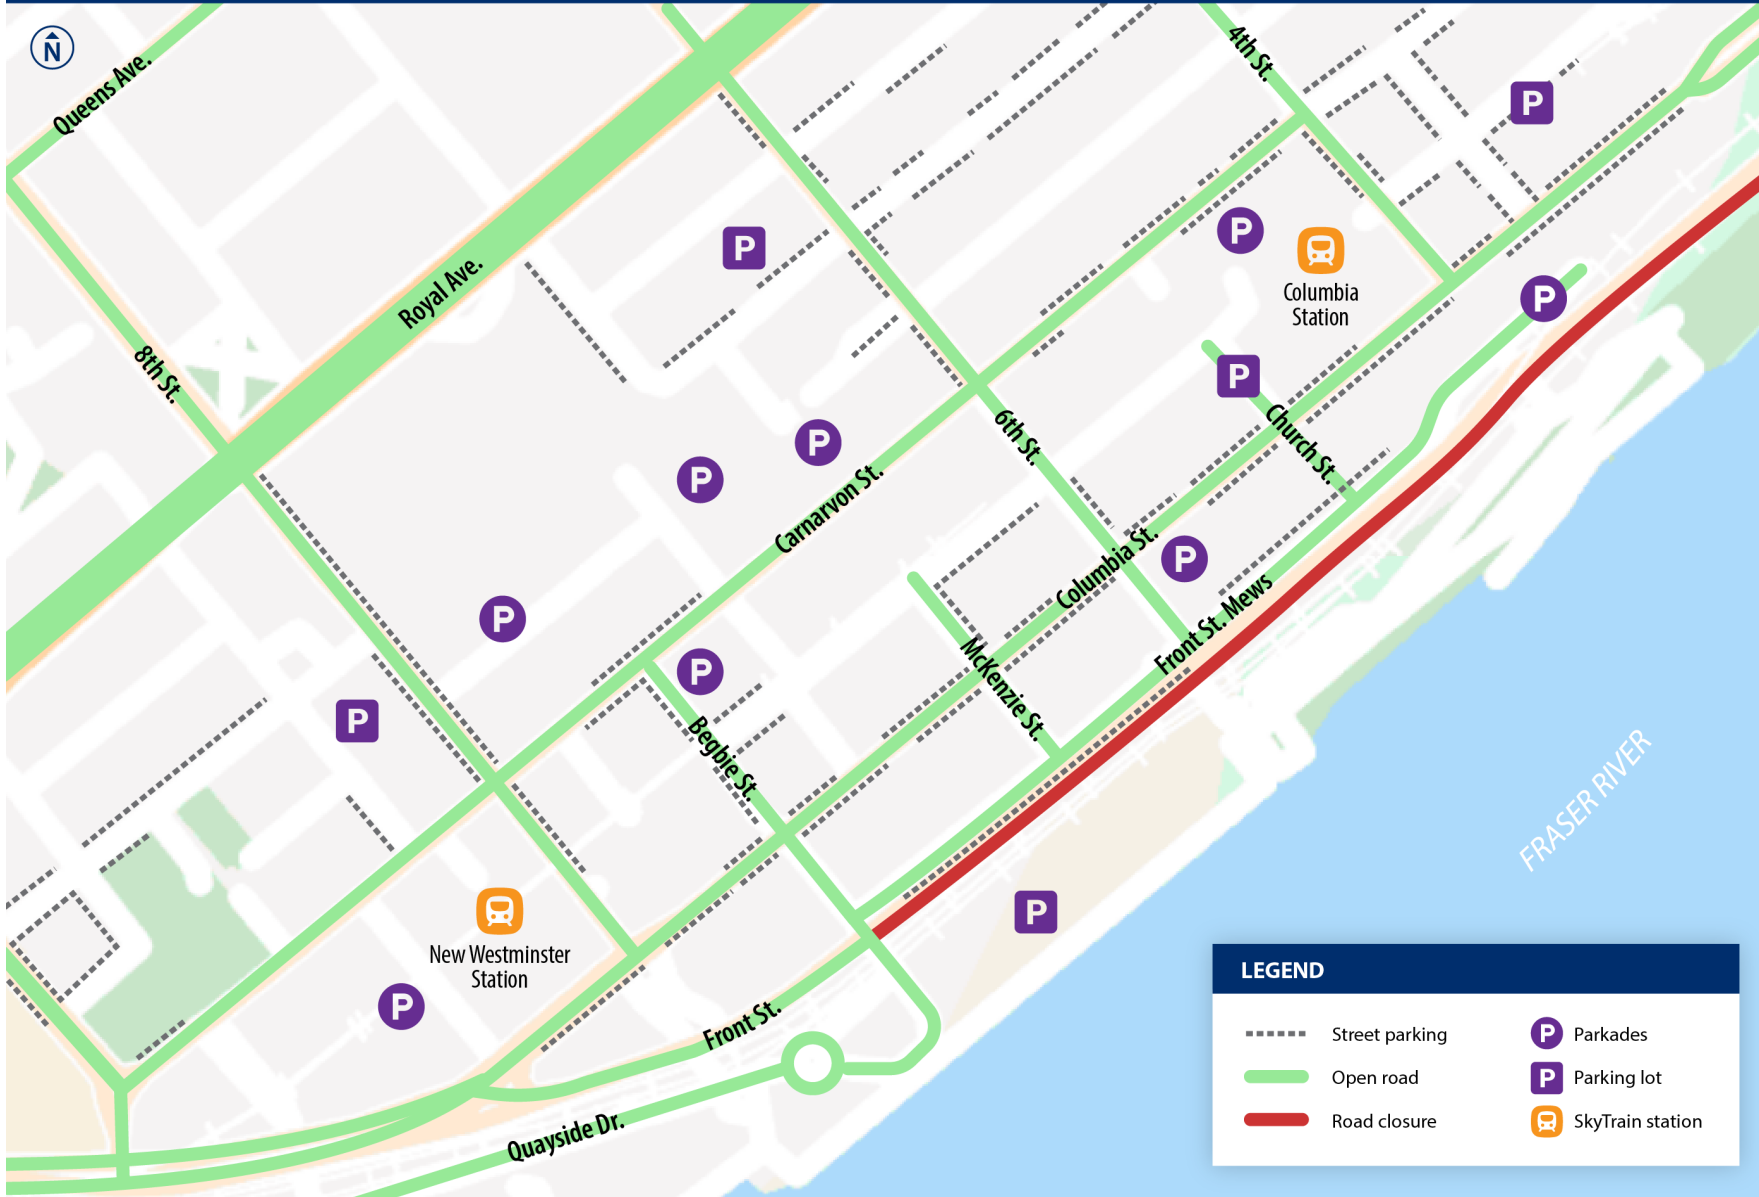 N
Queens Ave.
4th St.
P
P
P
Royal Ave.
Columbia
Station
P
8th St.
P
6th St.
Church St.
P
P
Carnarvon St.
P
Columbia St.
P
Front St. Mews
McKenzie St.
P
P
Begbie St.
FRASER RIVER
P
New Westminster
Station
P
Front St.
Quayside Dr.
LEGEND
Street parking
P Parkades
Open road
P Parking lot
Road closure
SkyTrain station